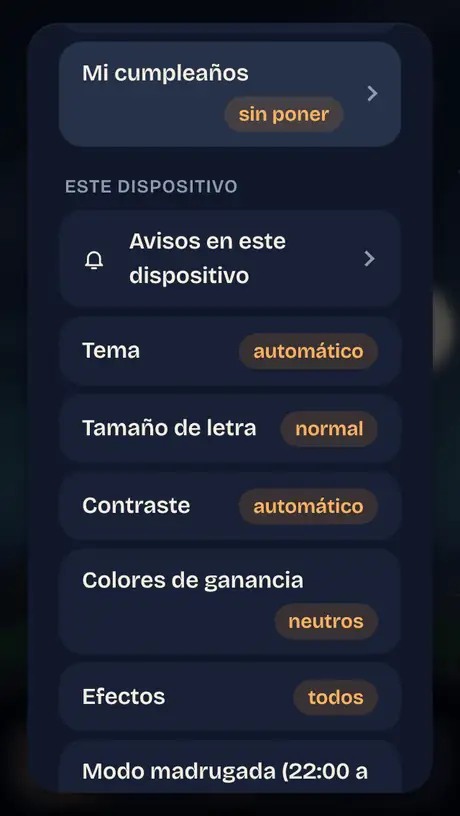 Mi cumpleaños
sin poner
ESTE DISPOSITIVO
Avisos en este
dispositivo
Tema
automático
Tamaño de letra
normal
Contraste
automático
Colores de ganancia
neutros
Efectos
todos
Modo madrugada (22:00 a